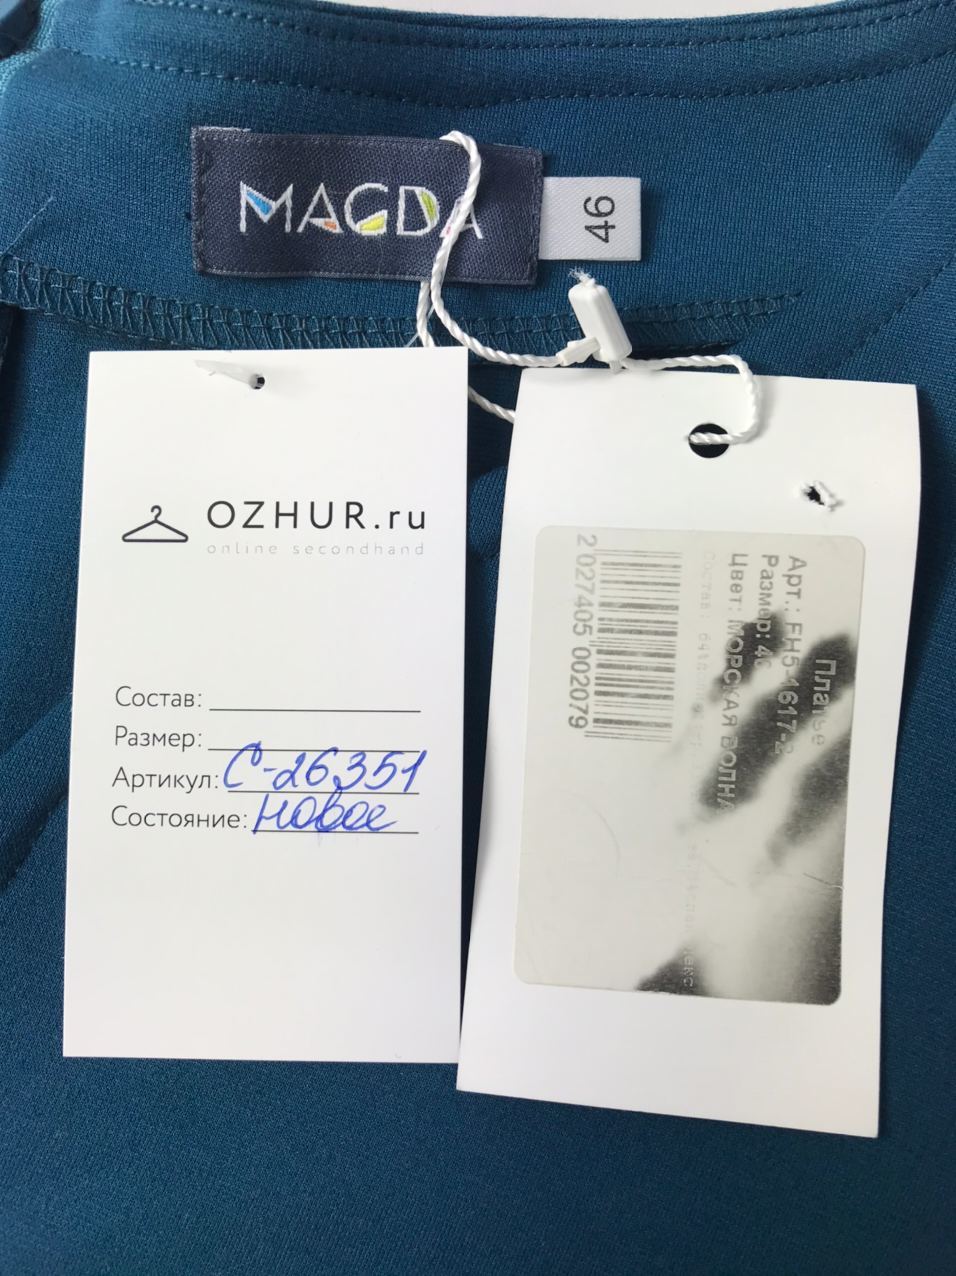 MAGDA
46
OZHUR.ru
online secondhand
Состав:
Размер:
Артикул: С-26351
Состояние: новое
Платье
Арт.: FH5-1617-2
Размер: 46
Цвет: МОРСКАЯ ВОЛНА
Состав:
2 027405 002079